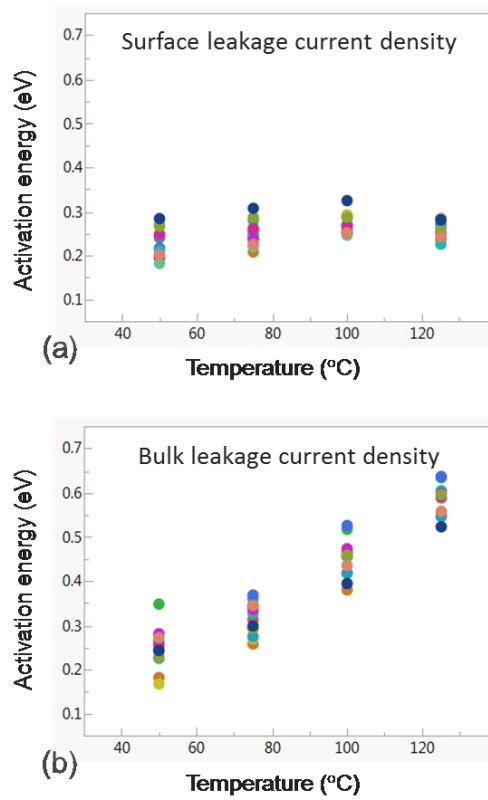 Surface leakage current density
Activation energy (eV)
0.7
0.6
0.5
0.4
0.3
0.2
0.1
40 60 80 100 120
(a)
Temperature (°C)
Bulk leakage current density
Activation energy (eV)
0.7
0.6
0.5
0.4
0.3
0.2
0.1
40 60 80 100 120
(b)
Temperature (°C)